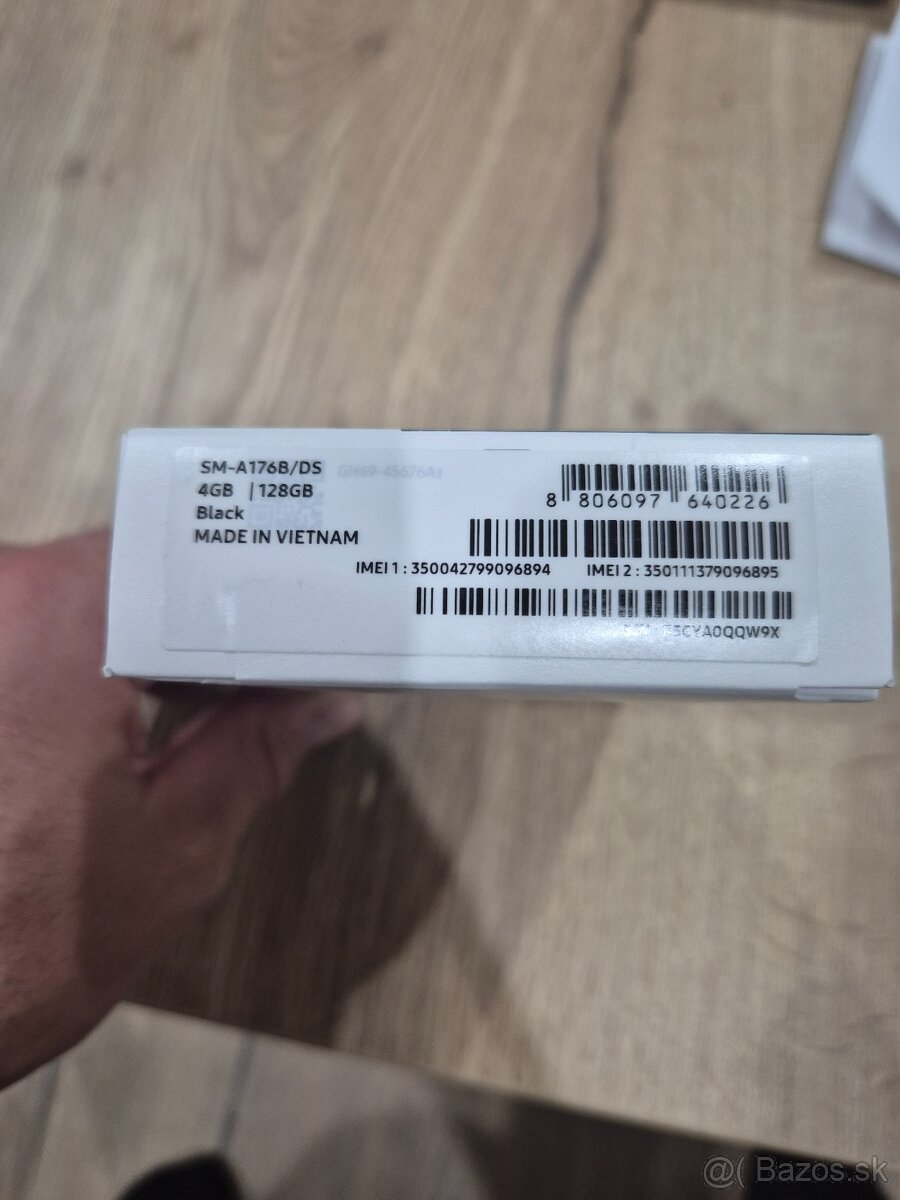 SM-A176B/DS
4GB | 128GB
Black
MADE IN VIETNAM
8 806097 640226
IMEI 1 : 350042799096894 IMEI 2 : 350111379096895
CYA0QQW9X
@( Bazos.sk